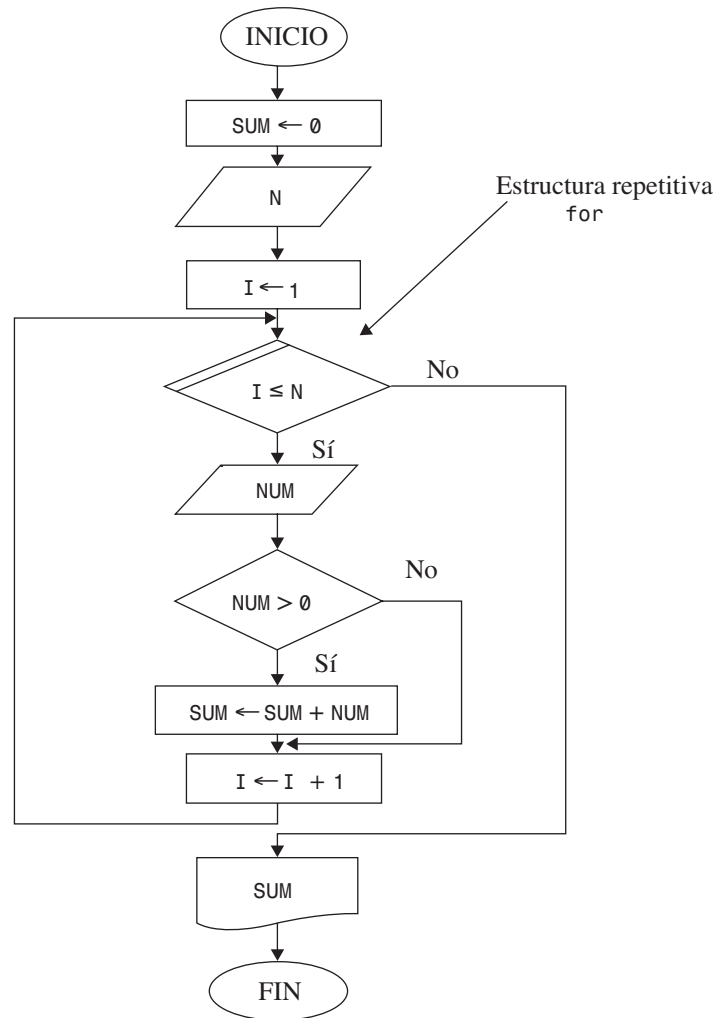 INICIO
SUM ← 0
N
Estructura repetitiva
for
I ← 1
I ≤ N
No
Sí
NUM
NUM > 0
No
Sí
SUM ← SUM + NUM
I ← I + 1
SUM
FIN